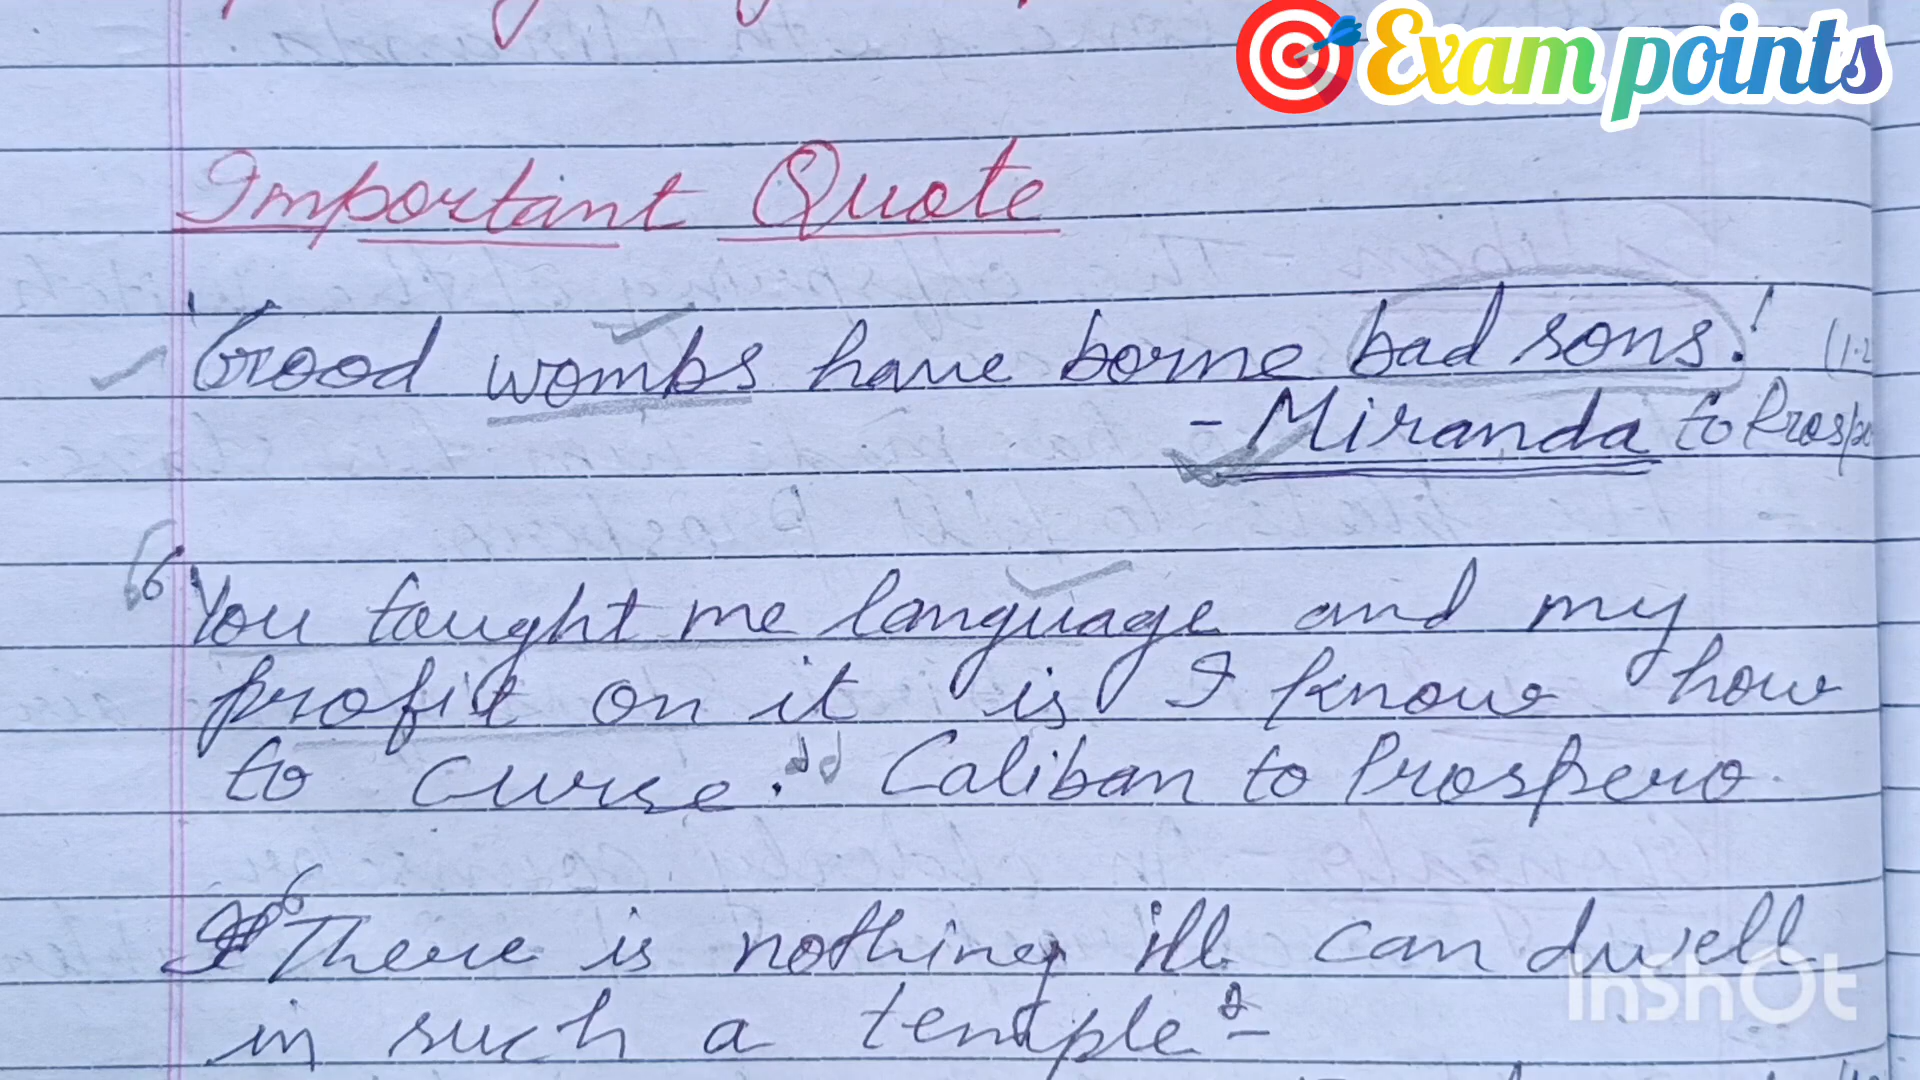 Exam points
Important Quote
'Good wombs have borne bad sons.'
- Miranda to
"You taught me language and my
profit on it is I know how
to curse." Caliban to Prospero.
"There is nothing ill can dwell
in such a temple" -
InShOt